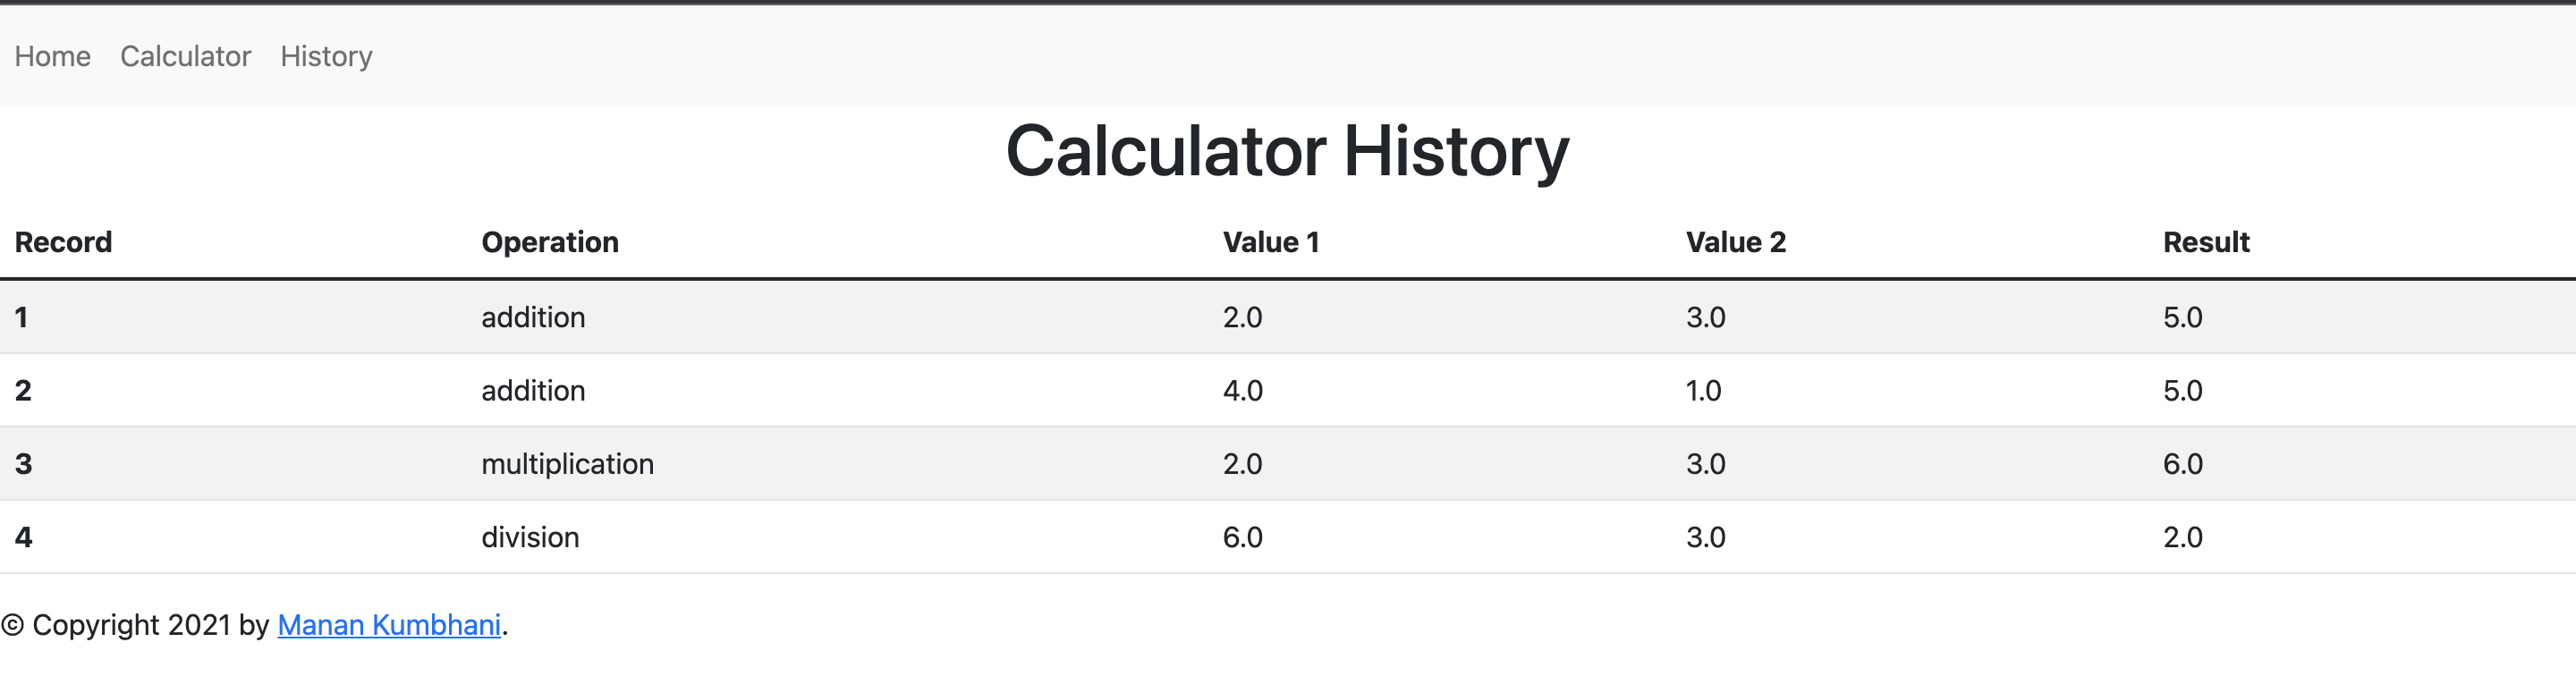 Home Calculator History
Calculator History
Record Operation Value 1 Value 2 Result
1 addition 2.0 3.0 5.0
2 addition 4.0 1.0 5.0
3 multiplication 2.0 3.0 6.0
4 division 6.0 3.0 2.0
© Copyright 2021 by Manan Kumbhani.